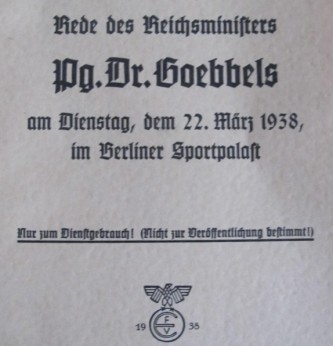 Rede des Reichsministers
Pg. Dr. Goebbels
am Dienstag, dem 22. März 1938,
im Berliner Sportpalast
Nur zum Dienstgebrauch! (Nicht zur Veröffentlichung bestimmt!)
19 38